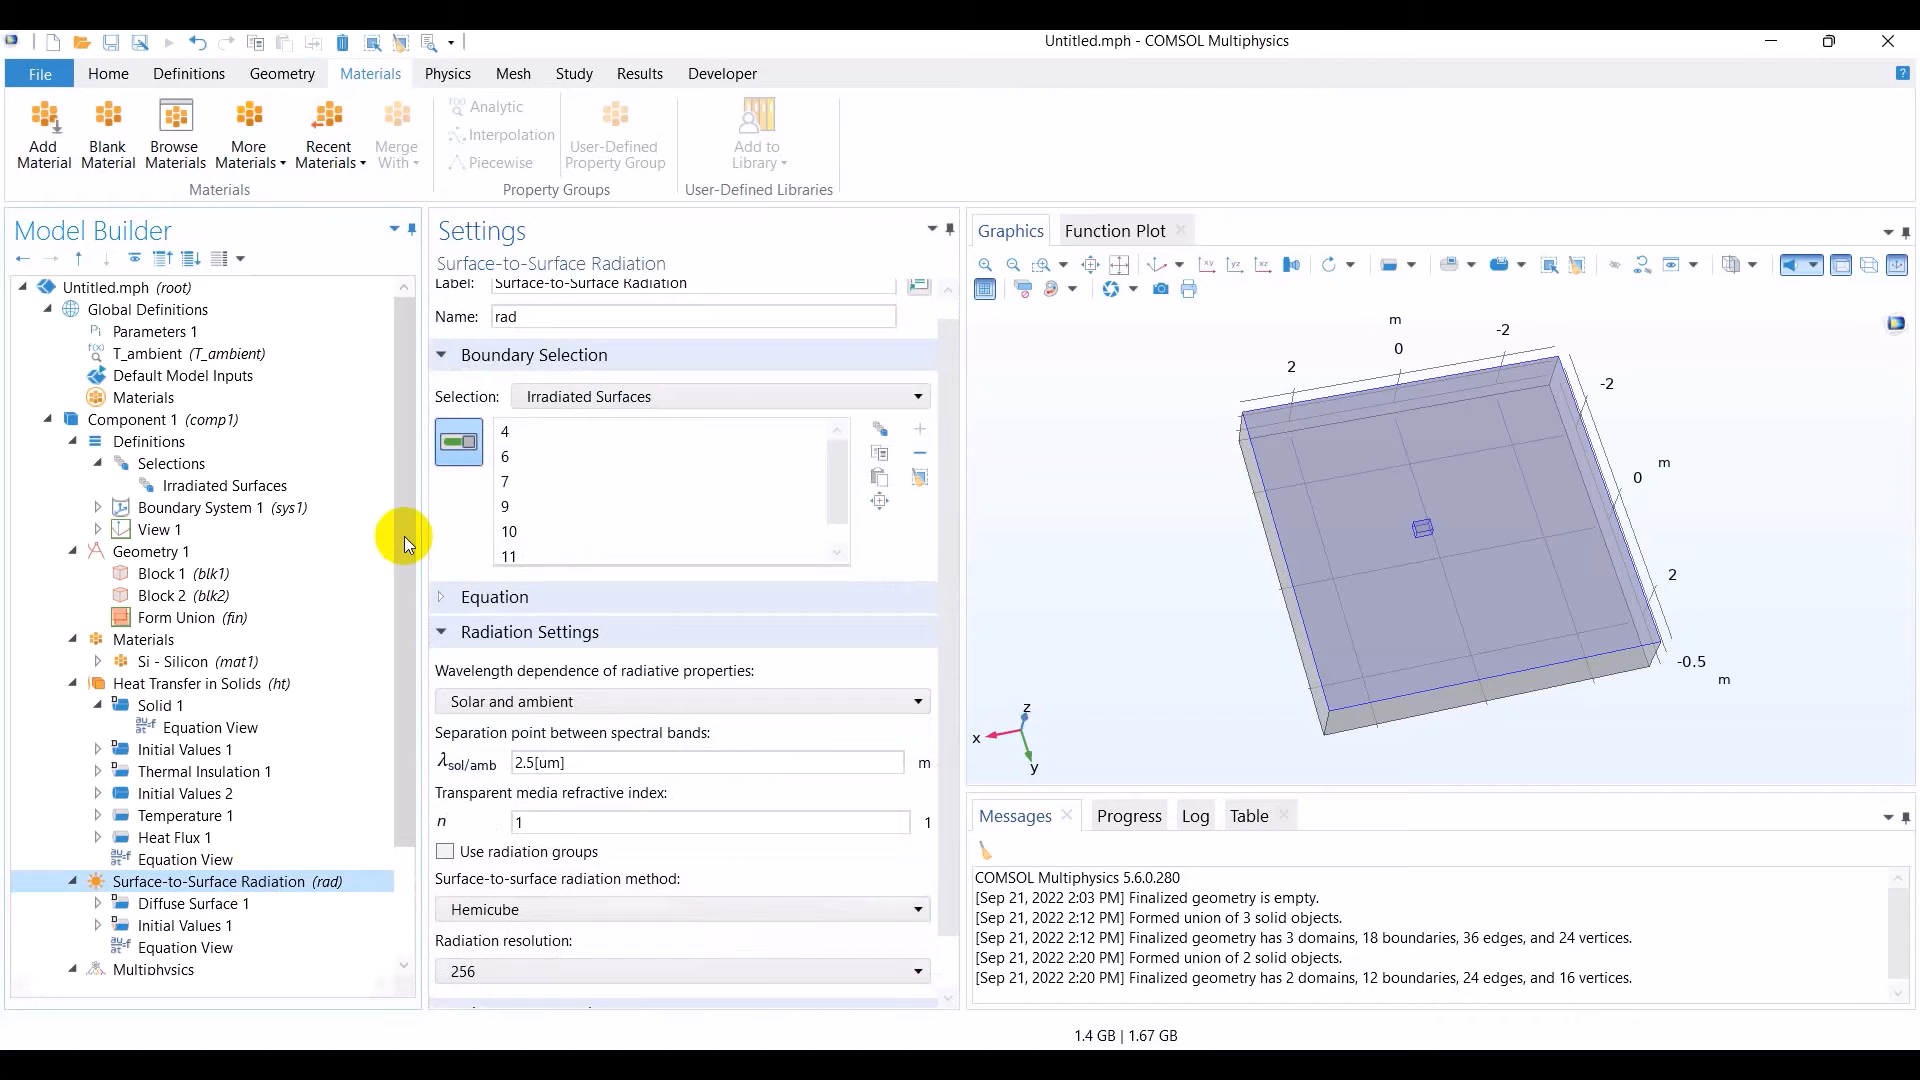 Untitled.mph - COMSOL Multiphysics
File Home Definitions Geometry Materials Physics Mesh Study Results Developer
Add Material
Blank Material
Browse Materials
More Materials
Recent Materials
Merge With
Materials
Analytic
Interpolation
Piecewise
User-Defined Property Group
Property Groups
Add to Library
User-Defined Libraries
Model Builder
Untitled.mph (root)
Global Definitions
Pi Parameters 1
T_ambient (T_ambient)
Default Model Inputs
Materials
Component 1 (comp1)
Definitions
Selections
Irradiated Surfaces
Boundary System 1 (sys1)
View 1
Geometry 1
Block 1 (blk1)
Block 2 (blk2)
Form Union (fin)
Materials
Si - Silicon (mat1)
Heat Transfer in Solids (ht)
Solid 1
Equation View
Initial Values 1
Thermal Insulation 1
Initial Values 2
Temperature 1
Heat Flux 1
Equation View
Surface-to-Surface Radiation (rad)
Diffuse Surface 1
Initial Values 1
Equation View
Multiphysics
Settings
Surface-to-Surface Radiation
Label: Surface-to-Surface Radiation
Name: rad
Boundary Selection
Selection: Irradiated Surfaces
4
6
7
9
10
11
Equation
Radiation Settings
Wavelength dependence of radiative properties:
Solar and ambient
Separation point between spectral bands:
λsol/amb 2.5[um] m
Transparent media refractive index:
n 1 1
Use radiation groups
Surface-to-surface radiation method:
Hemicube
Radiation resolution:
256
Graphics Function Plot
m
-2
0
2
-2
m
0
2
-0.5
m
z
x
y
Messages Progress Log Table
COMSOL Multiphysics 5.6.0.280
[Sep 21, 2022 2:03 PM] Finalized geometry is empty.
[Sep 21, 2022 2:12 PM] Formed union of 3 solid objects.
[Sep 21, 2022 2:12 PM] Finalized geometry has 3 domains, 18 boundaries, 36 edges, and 24 vertices.
[Sep 21, 2022 2:20 PM] Formed union of 2 solid objects.
[Sep 21, 2022 2:20 PM] Finalized geometry has 2 domains, 12 boundaries, 24 edges, and 16 vertices.
1.4 GB | 1.67 GB